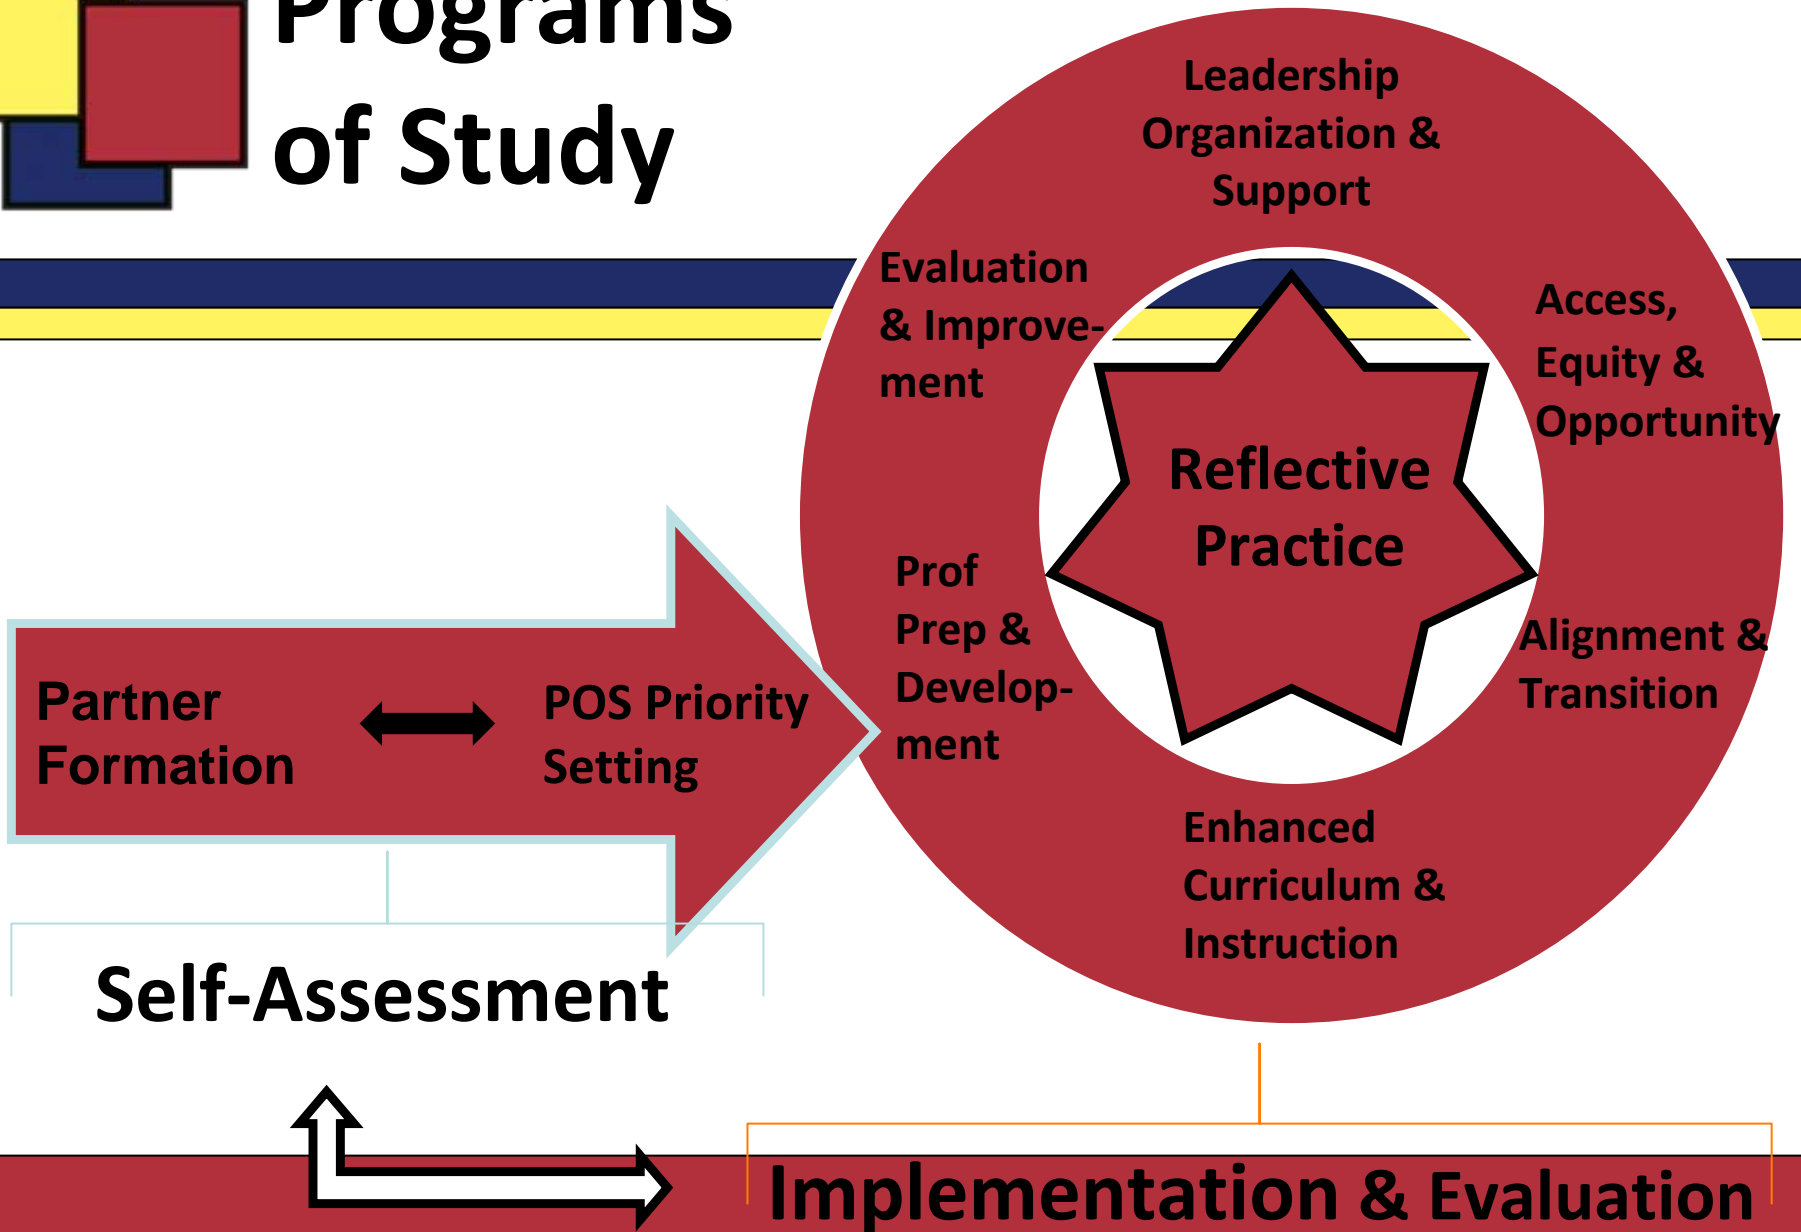 Programs
of Study
Leadership
Organization &
Support
Evaluation
& Improve-
ment
Access,
Equity &
Opportunity
Reflective
Practice
Prof
Prep &
Develop-
ment
Alignment &
Transition
Enhanced
Curriculum &
Instruction
Partner
Formation
POS Priority
Setting
Self-Assessment
Implementation & Evaluation